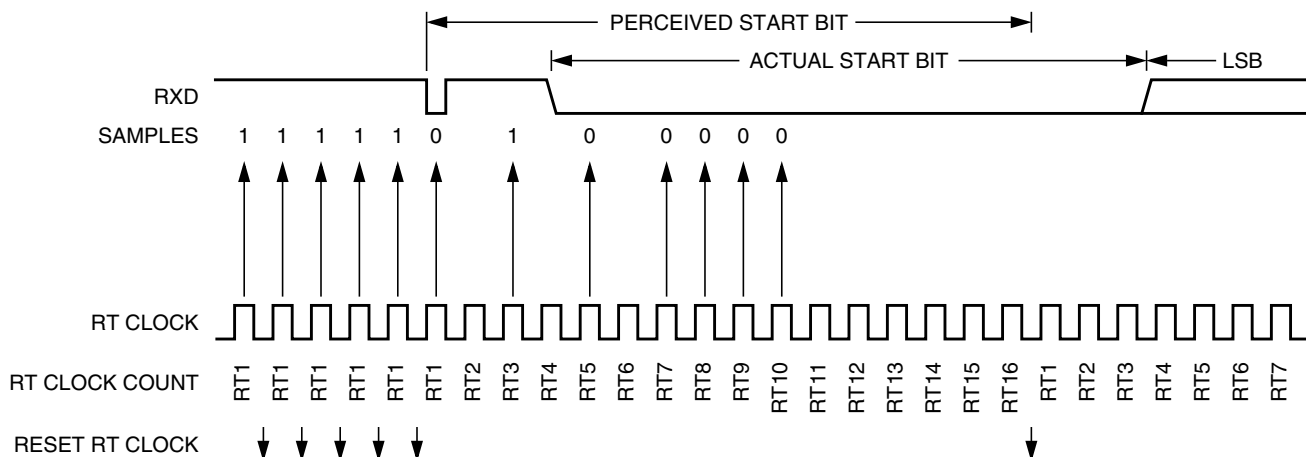 PERCEIVED START BIT
ACTUAL START BIT LSB
RXD
SAMPLES 1 1 1 1 1 0 1 0 0 0 0 0
RT CLOCK
RT CLOCK COUNT RT1 RT1 RT1 RT1 RT1 RT1 RT2 RT3 RT4 RT5 RT6 RT7 RT8 RT9 RT10 RT11 RT12 RT13 RT14 RT15 RT16 RT1 RT2 RT3 RT4 RT5 RT6 RT7
RESET RT CLOCK